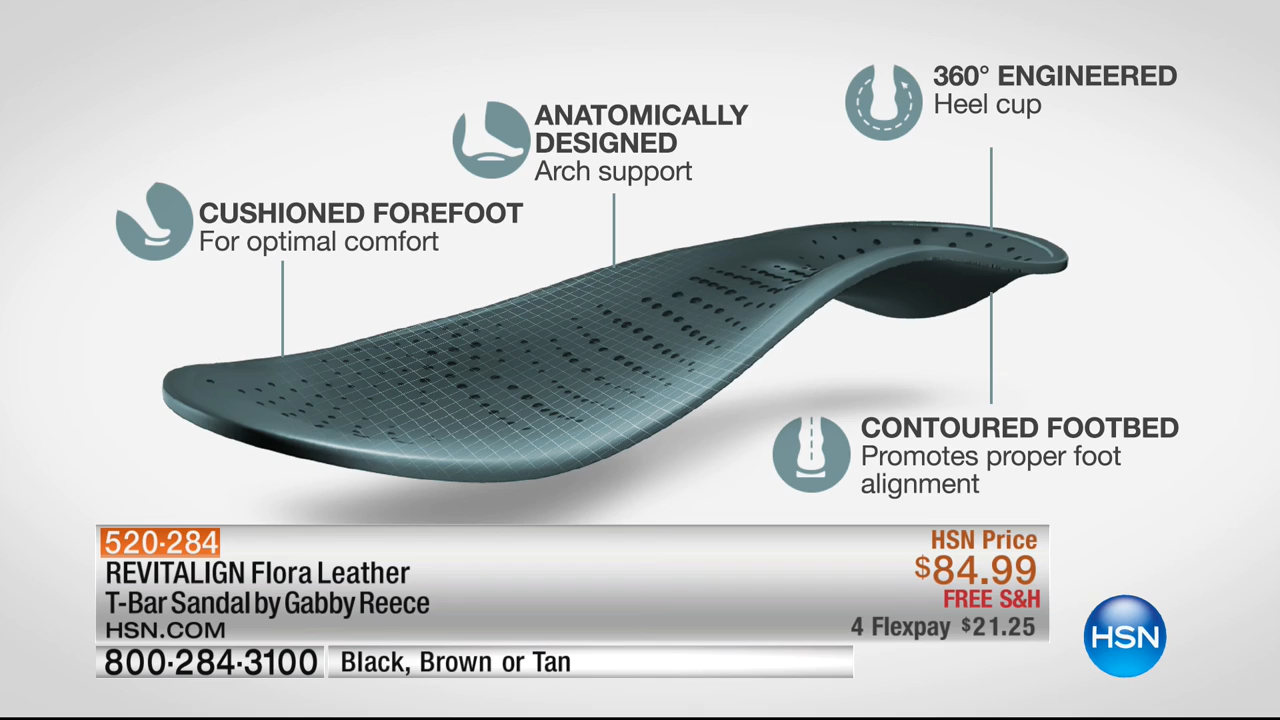 360° ENGINEERED
Heel cup
ANATOMICALLY
DESIGNED
Arch support
CUSHIONED FOREFOOT
For optimal comfort
CONTOURED FOOTBED
Promotes proper foot
alignment
520-284
REVITALIGN Flora Leather
T-Bar Sandal by Gabby Reece
HSN.COM
HSN Price
$84.99
FREE S&H
4 Flexpay $21.25
800·284·3100
Black, Brown or Tan
HSN